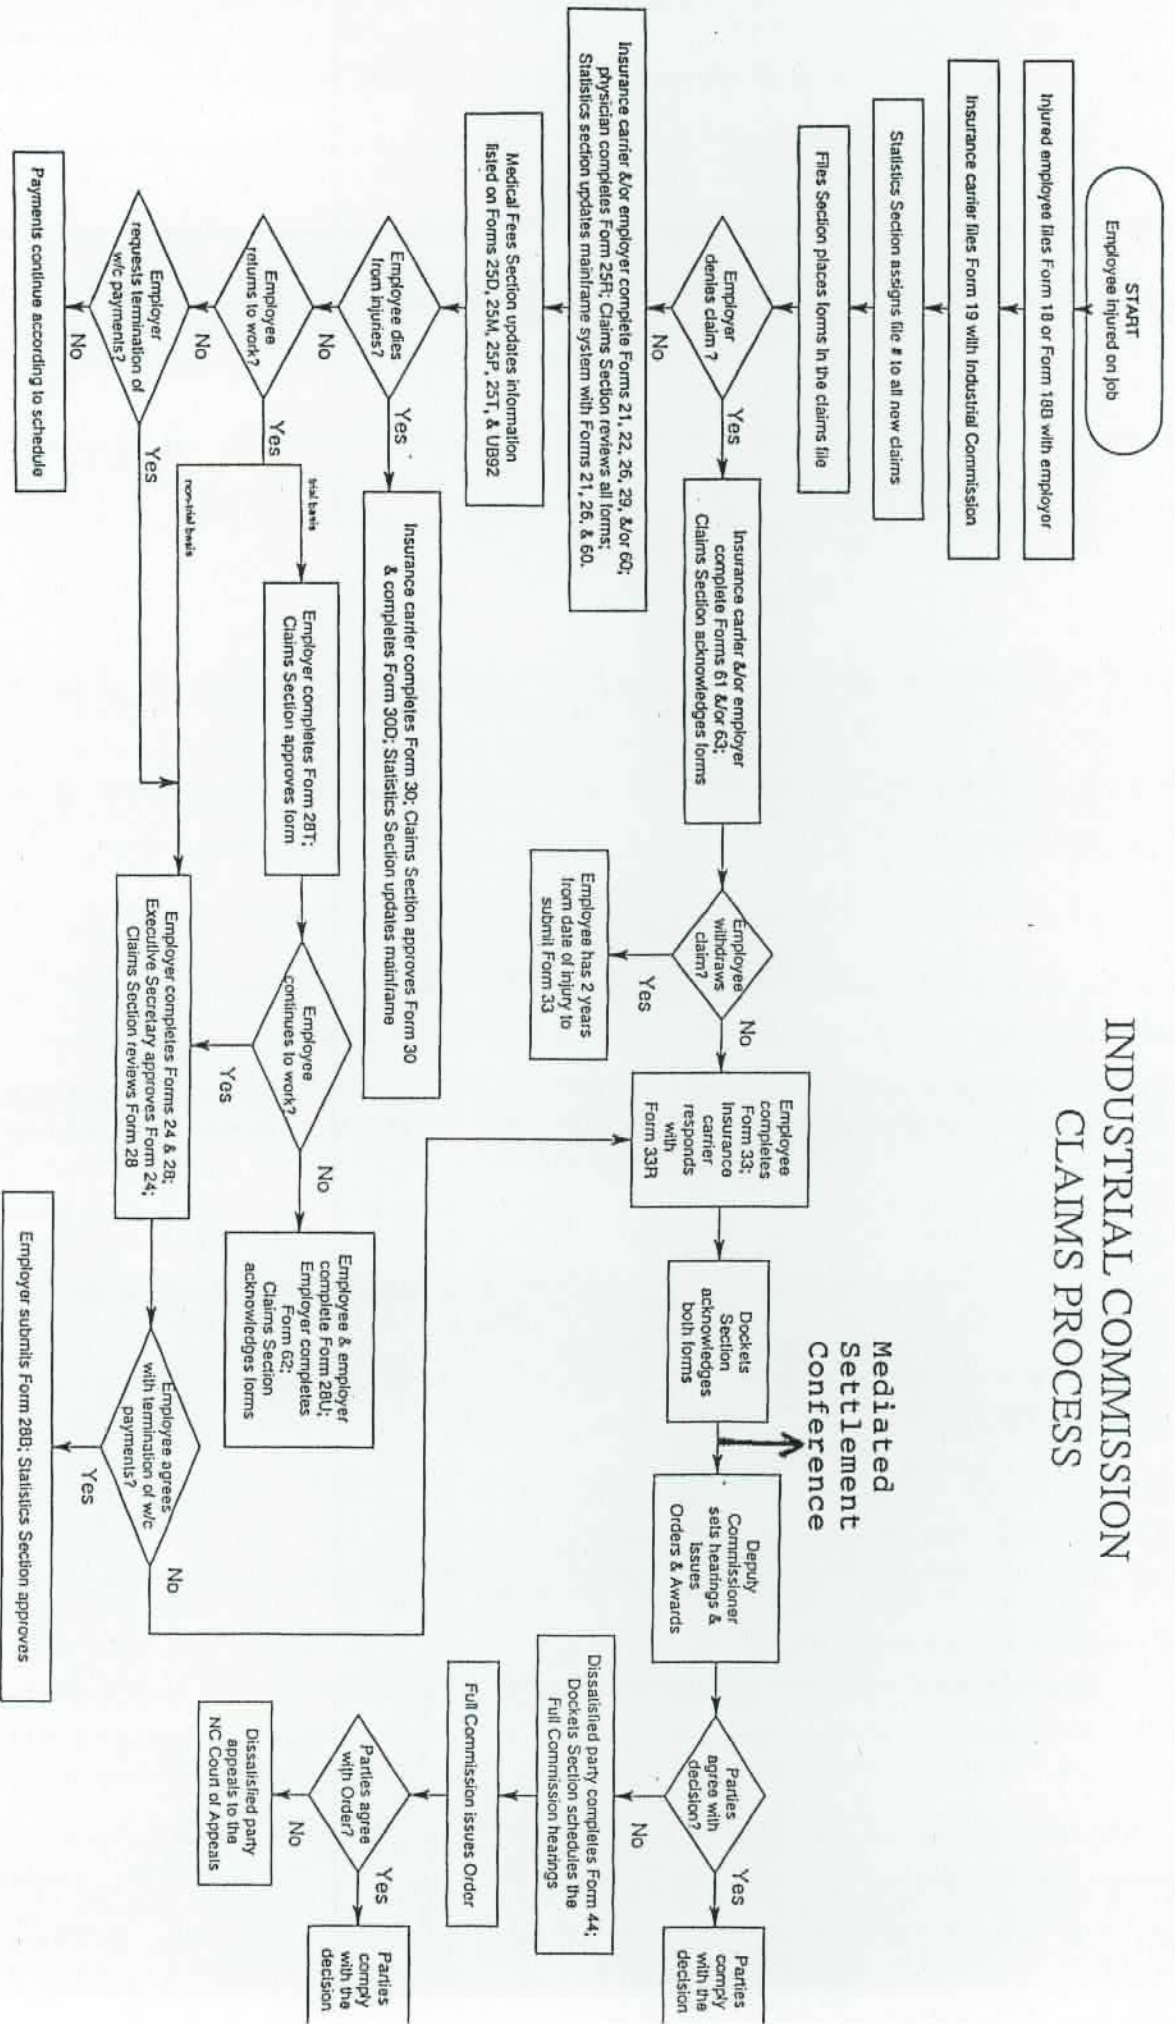 INDUSTRIAL COMMISSION
CLAIMS PROCESS
START
Employee injured on job
Injured employee files Form 18 or Form 18B with employer
Insurance carrier files Form 19 with Industrial Commission
Statistics Section assigns file # to all new claims
Files Section places forms in the claims file
Employer
denies claim ?
Yes
No
Insurance carrier &/or employer
complete Forms 61 &/or 63;
Claims Section acknowledges forms
Employee
withdraws
claim?
No
Yes
Employee has 2 years
from date of injury to
submit Form 33
Employee
completes
Form 33;
Insurance
carrier
responds
with
Form 33R
Dockets
Section
acknowledges
both forms
Mediated
Settlement
Conference
Deputy
Commissioner
sets hearings &
Issues
Orders & Awards
Parties
agree with
decision?
Yes
Parties
comply
with the
decision
No
Dissatisfied party completes Form 44;
Dockets Section schedules the
Full Commission hearings
Full Commission issues Order
Parties agree
with Order?
Yes
Parties
comply
with the
decision
No
Dissatisfied party
appeals to the
NC Court of Appeals
Insurance carrier &/or employer complete Forms 21, 22, 26, 29, &/or 60;
physician completes Form 25R; Claims Section reviews all forms;
Statistics section updates mainframe system with Forms 21, 26, & 60.
Medical Fees Section updates information
listed on Forms 25D, 25M, 25P, 25T, & UB92
Employee dies
from injuries?
Yes
No
Insurance carrier completes Form 30; Claims Section approves Form 30
& completes Form 30D; Statistics Section updates mainframe
Employee
returns to work?
Yes
No
trial basis
non-trial basis
Employer completes Form 28T;
Claims Section approves form
Employee
continues to work?
No
Yes
Employee & employer
complete Form 28U;
Employer completes
Form 62;
Claims Section
acknowledges forms
Employer
requests termination of
w/c payments?
Yes
No
Payments continue according to schedule
Employer completes Forms 24 & 28;
Executive Secretary approves Form 24;
Claims Section reviews Form 28
Employee agrees
with termination of w/c
payments?
No
Yes
Employer submits Form 28B; Statistics Section approves